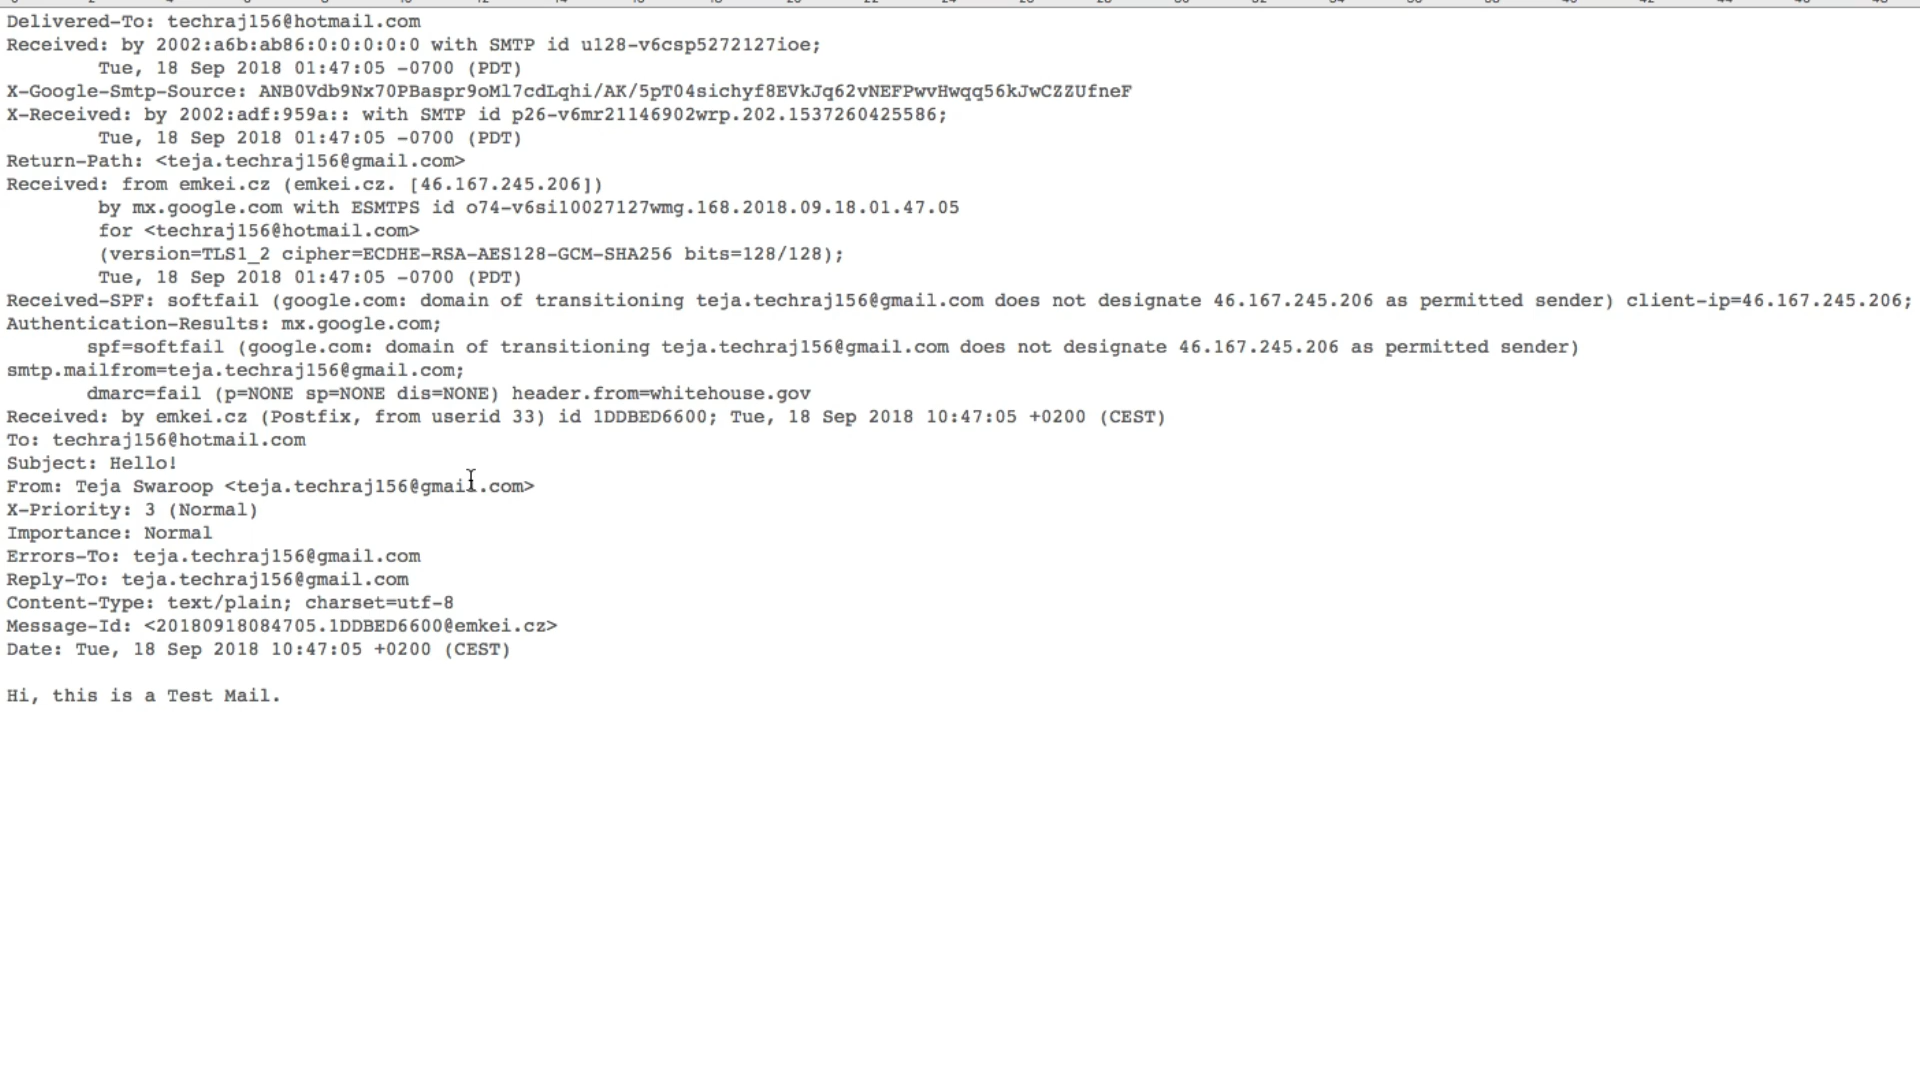 Delivered-To: techraj156@hotmail.com
Received: by 2002:a6b:ab86:0:0:0:0:0 with SMTP id u128-v6csp5272127ioe;
Tue, 18 Sep 2018 01:47:05 -0700 (PDT)
X-Google-Smtp-Source: ANB0Vdb9Nx70PBaspr9oMl7cdLqhi/AK/5pT04sichyf8EVkJq62vNEFPwvHwqq56kJwCZZUfneF
X-Received: by 2002:adf:959a:: with SMTP id p26-v6mr21146902wrp.202.1537260425586;
Tue, 18 Sep 2018 01:47:05 -0700 (PDT)
Return-Path: <teja.techraj156@gmail.com>
Received: from emkei.cz (emkei.cz. [46.167.245.206])
by mx.google.com with ESMTPS id o74-v6si10027127wmg.168.2018.09.18.01.47.05
for <techraj156@hotmail.com>
(version=TLS1_2 cipher=ECDHE-RSA-AES128-GCM-SHA256 bits=128/128);
Tue, 18 Sep 2018 01:47:05 -0700 (PDT)
Received-SPF: softfail (google.com: domain of transitioning teja.techraj156@gmail.com does not designate 46.167.245.206 as permitted sender) client-ip=46.167.245.206;
Authentication-Results: mx.google.com;
spf=softfail (google.com: domain of transitioning teja.techraj156@gmail.com does not designate 46.167.245.206 as permitted sender)
smtp.mailfrom=teja.techraj156@gmail.com;
dmarc=fail (p=NONE sp=NONE dis=NONE) header.from=whitehouse.gov
Received: by emkei.cz (Postfix, from userid 33) id 1DDBED6600; Tue, 18 Sep 2018 10:47:05 +0200 (CEST)
To: techraj156@hotmail.com
Subject: Hello!
From: Teja Swaroop <teja.techraj156@gmail.com>
X-Priority: 3 (Normal)
Importance: Normal
Errors-To: teja.techraj156@gmail.com
Reply-To: teja.techraj156@gmail.com
Content-Type: text/plain; charset=utf-8
Message-Id: <20180918084705.1DDBED6600@emkei.cz>
Date: Tue, 18 Sep 2018 10:47:05 +0200 (CEST)
Hi, this is a Test Mail.